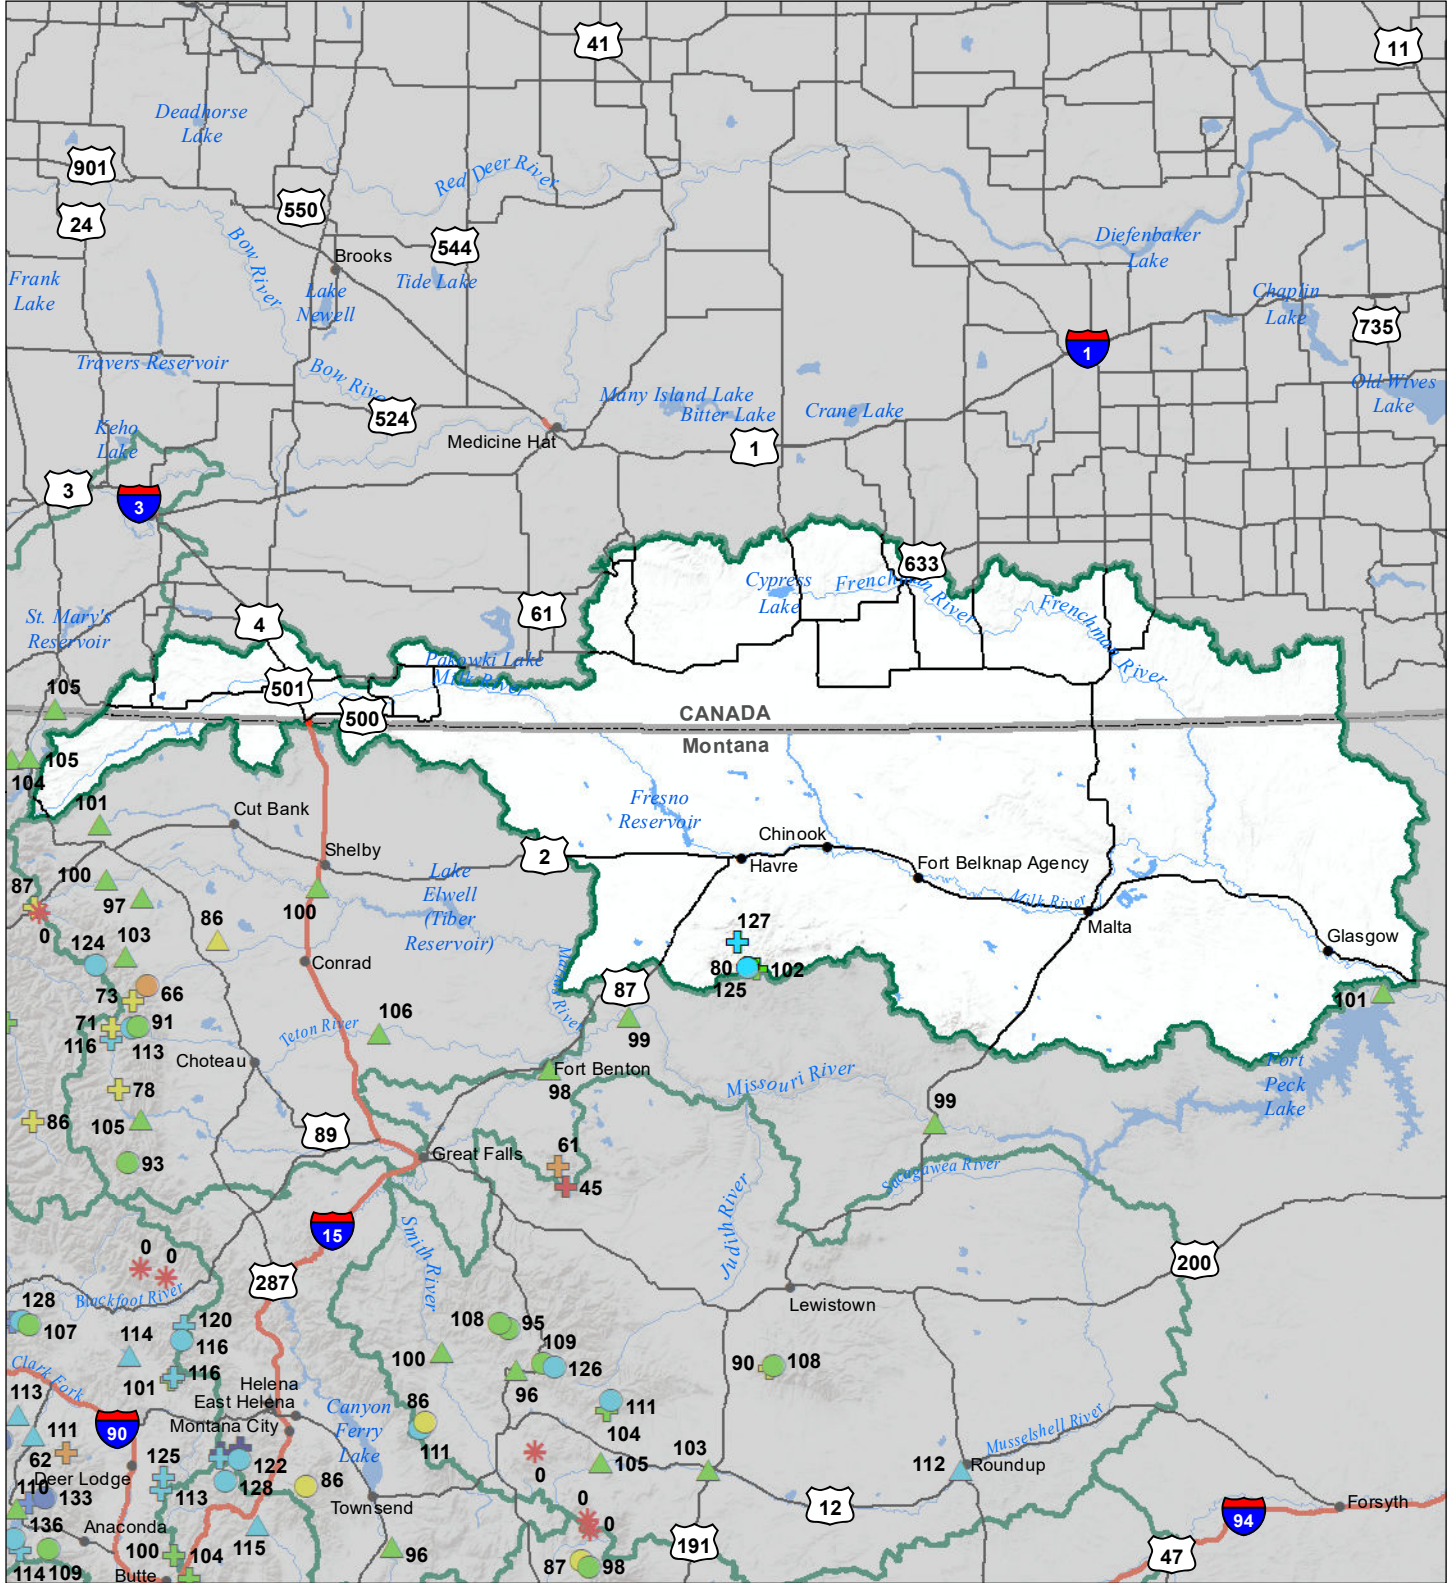 41
11
Deadhorse
Lake
901
Red Deer River
550
24
544
Bow River
Brooks
Diefenbaker
Lake
Frank
Lake
Tide Lake
Lake
Newell
Chaplin
Lake
735
1
Travers Reservoir
Bow River
Many Island Lake
Bitter Lake
Crane Lake
Old Wives
Lake
524
Keho
Lake
Medicine Hat
1
3
3
633
Cypress
Lake
Frenchman River
Frenchman River
61
4
St. Mary's
Reservoir
Pakowki Lake
Milk River
501
500
105
CANADA
Montana
105
104
101
Cut Bank
Fresno
Reservoir
Chinook
Shelby
2
Havre
Fort Belknap Agency
Lake
Elwell
(Tiber
Reservoir)
87
100
97
100
86
Milk River
Malta
0
124
103
127
Glasgow
Conrad
80
102
125
Marias River
73
66
87
101
71
91
116
113
Teton River
106
99
Choteau
Fort Benton
98
Missouri River
Fort
Peck
Lake
78
86
105
99
89
93
Great Falls
61
45
Sacagawea River
Judith River
Smith River
15
0
0
200
287
Blackfoot River
Lewistown
128
107
120
116
114
108
95
109
126
100
90
108
Clark Fork
116
101
96
113
Helena
East Helena
Montana City
Canyon
Ferry
Lake
86
111
111
104
90
111
62
Deer Lodge
125
122
128
113
86
0
105
103
Musselshell River
112
Roundup
110
133
Townsend
12
Forsyth
94
136
Anaconda
115
0
0
191
47
114
109
100
104
96
87
98
Butte